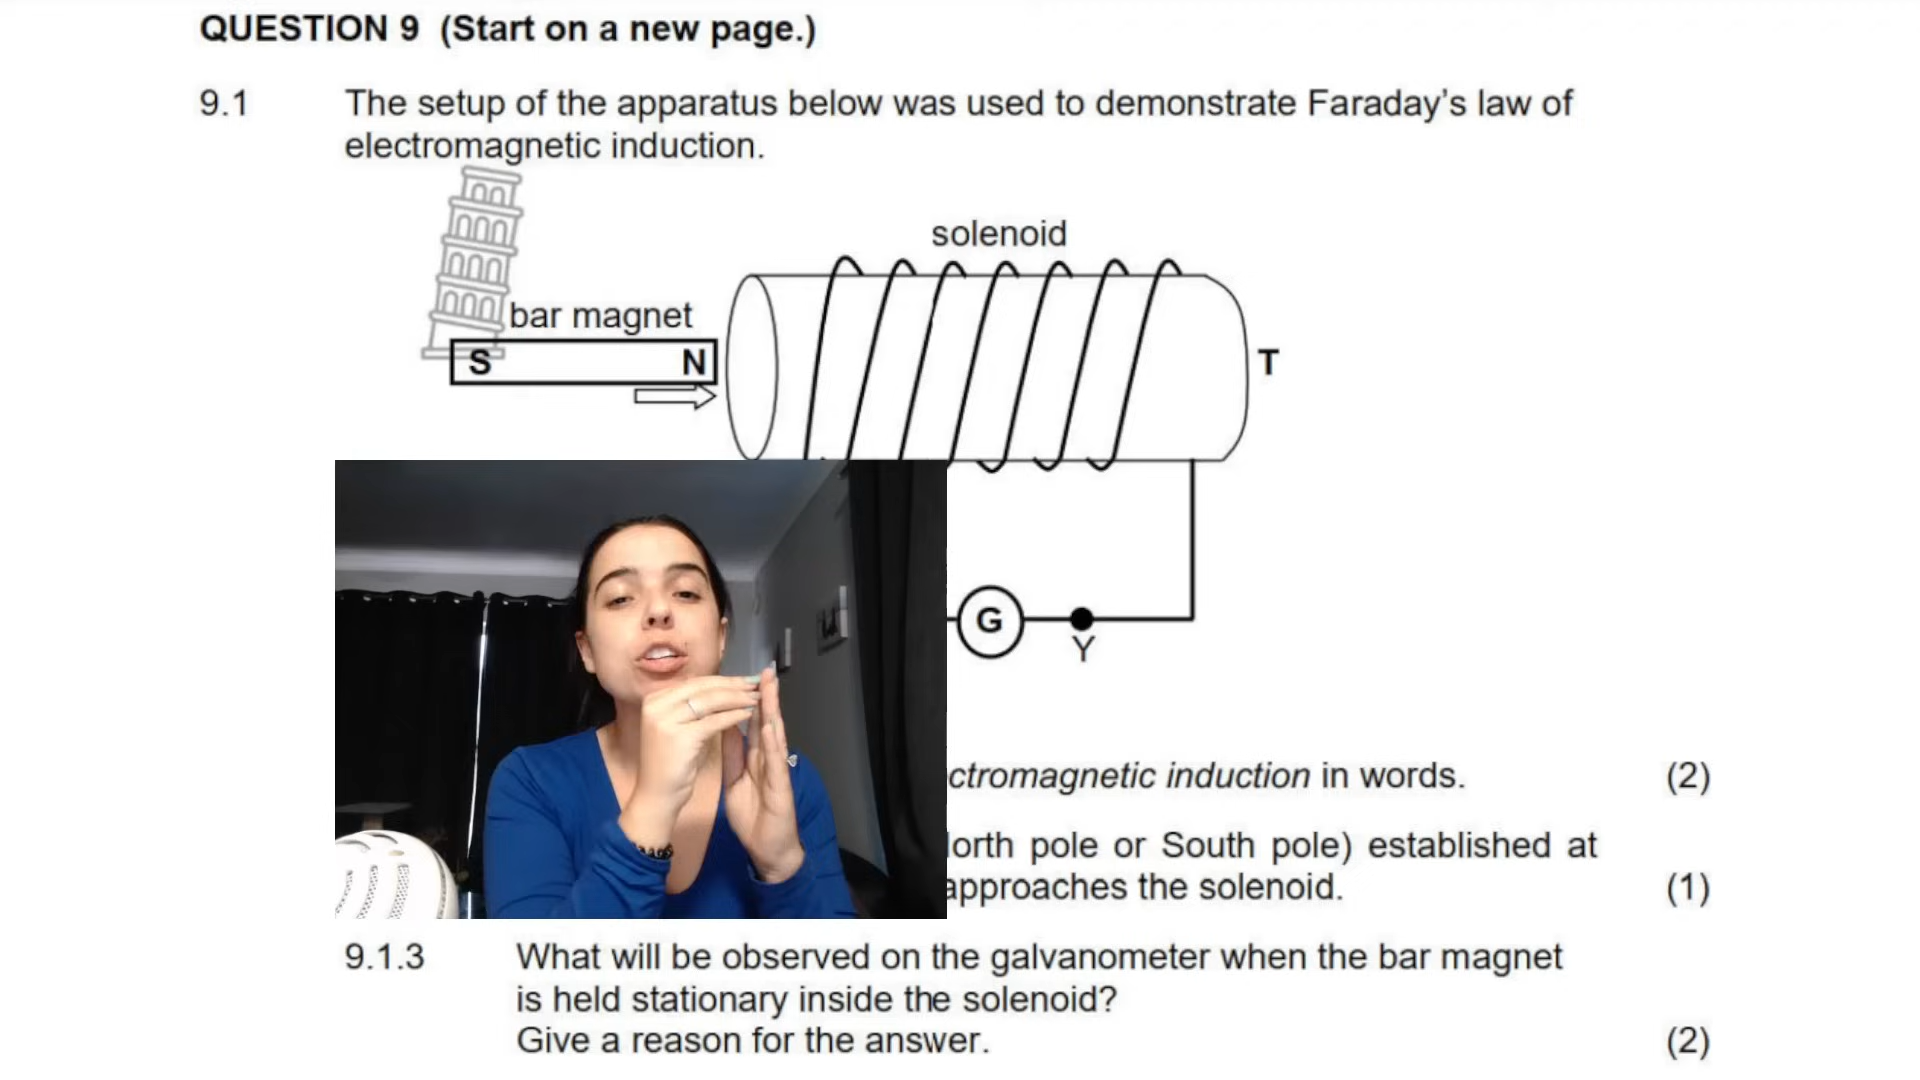 QUESTION 9 (Start on a new page.)
9.1 The setup of the apparatus below was used to demonstrate Faraday's law of
electromagnetic induction.
solenoid
bar magnet
S N T
G
Y
ctromagnetic induction in words. (2)
orth pole or South pole) established at
approaches the solenoid. (1)
9.1.3 What will be observed on the galvanometer when the bar magnet
is held stationary inside the solenoid?
Give a reason for the answer. (2)